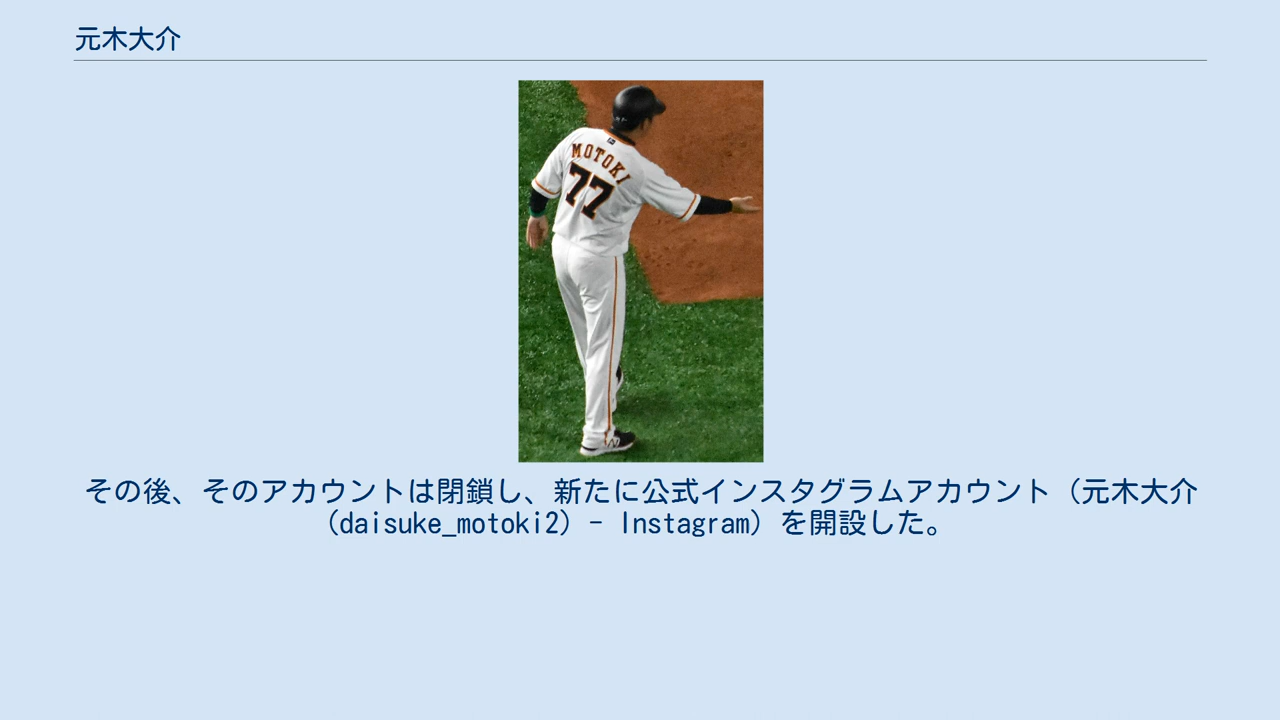 元木大介
MOTOKI
77
その後、そのアカウントは閉鎖し、新たに公式インスタグラムアカウント（元木大介
（daisuke_motoki2）- Instagram）を開設した。